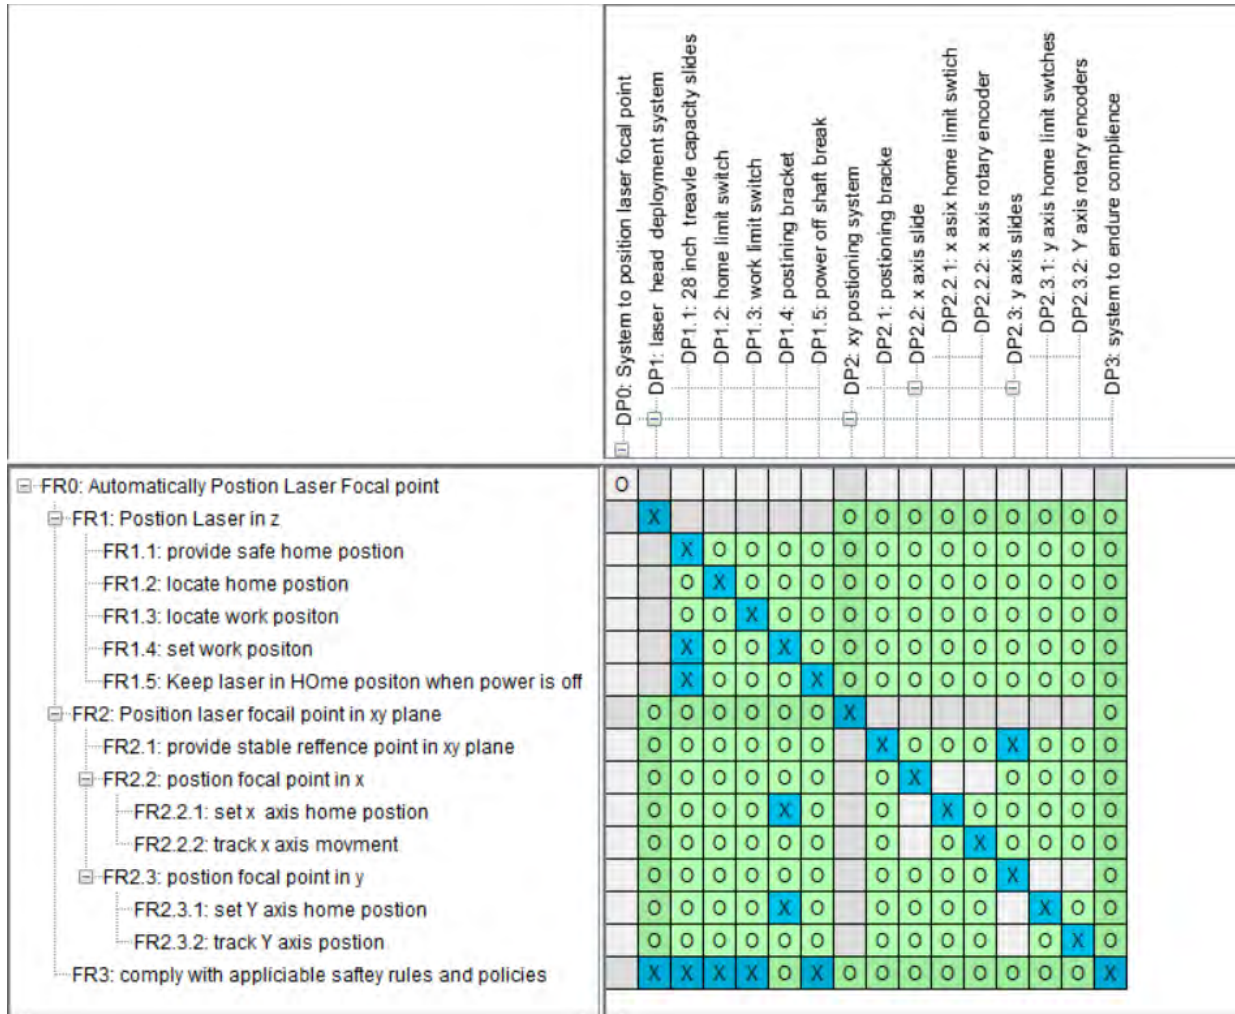 DP0: System to position laser focal point
DP1: laser head deployment system
DP1.1: 28 inch treavle capacity slides
DP1.2: home limit switch
DP1.3: work limit switch
DP1.4: postining bracket
DP1.5: power off shaft break
DP2: xy postioning system
DP2.1: postioning bracke
DP2.2: x axis slide
DP2.2.1: x asix home limit swtich
DP2.2.2: x axis rotary encoder
DP2.3: y axis slides
DP2.3.1: y axis home limit swtches
DP2.3.2: Y axis rotary encoders
DP3: system to endure complience
FR0: Automatically Postion Laser Focal point O
FR1: Postion Laser in z X O O O O O O O O O
FR1.1: provide safe home postion X O O O O O O O O O O O O O
FR1.2: locate home postion O X O O O O O O O O O O O O
FR1.3: locate work positon O O X O O O O O O O O O O O
FR1.4: set work positon X O O X O O O O O O O O O O
FR1.5: Keep laser in HOme positon when power is off X O O O X O O O O O O O O O
FR2: Position laser focail point in xy plane O O O O O O X O
FR2.1: provide stable reffence point in xy plane O O O O O O X O O O X O O O
FR2.2: postion focal point in x O O O O O O O X O O O O
FR2.2.1: set x axis home postion O O O O X O O X O O O O O
FR2.2.2: track x axis movment O O O O O O O O X O O O O
FR2.3: postion focal point in y O O O O O O O O O O X O
FR2.3.1: set Y axis home postion O O O O X O O O O O X O O
FR2.3.2: track Y axis postion O O O O O O O O O O O X O
FR3: comply with appliciable saftey rules and policies X X X X O X O O O O O O O O X